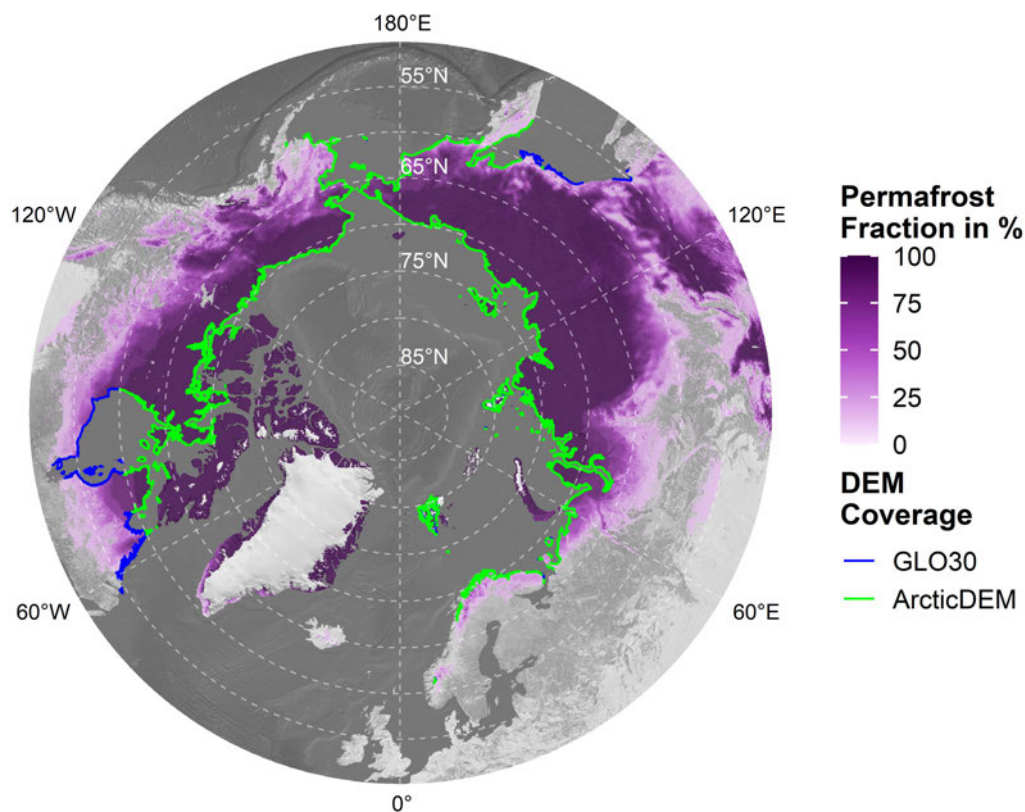 180°E
55°N
65°N
120°W
120°E
75°N
85°N
60°W
60°E
0°
Permafrost
Fraction in %
100
75
50
25
0
DEM
Coverage
GLO30
ArcticDEM